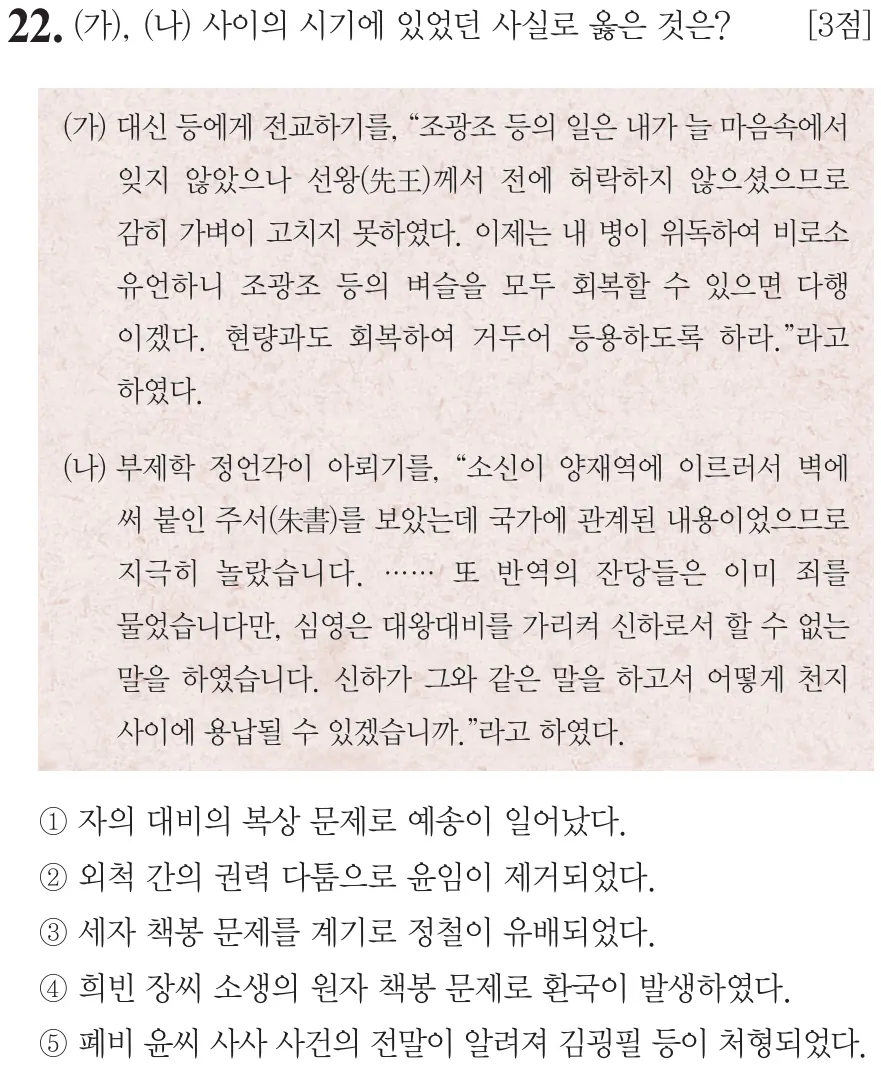 22. (가), (나) 사이의 시기에 있었던 사실로 옳은 것은? [3점]
(가) 대신 등에게 전교하기를, “조광조 등의 일은 내가 늘 마음속에서
잊지 않았으나 선왕(先王)께서 전에 허락하지 않으셨으므로
감히 가벼이 고치지 못하였다. 이제는 내 병이 위독하여 비로소
유언하니 조광조 등의 벼슬을 모두 회복할 수 있으면 다행
이겠다. 현량과도 회복하여 거두어 등용하도록 하라.”라고
하였다.
(나) 부제학 정언각이 아뢰기를, “소신이 양재역에 이르러서 벽에
써 붙인 주서(朱書)를 보았는데 국가에 관계된 내용이었으므로
지극히 놀랐습니다. …… 또 반역의 잔당들은 이미 죄를
물었습니다만, 심영은 대왕대비를 가리켜 신하로서 할 수 없는
말을 하였습니다. 신하가 그와 같은 말을 하고서 어떻게 천지
사이에 용납될 수 있겠습니까.”라고 하였다.
① 자의 대비의 복상 문제로 예송이 일어났다.
② 외척 간의 권력 다툼으로 윤임이 제거되었다.
③ 세자 책봉 문제를 계기로 정철이 유배되었다.
④ 희빈 장씨 소생의 원자 책봉 문제로 환국이 발생하였다.
⑤ 폐비 윤씨 사사 사건의 전말이 알려져 김굉필 등이 처형되었다.